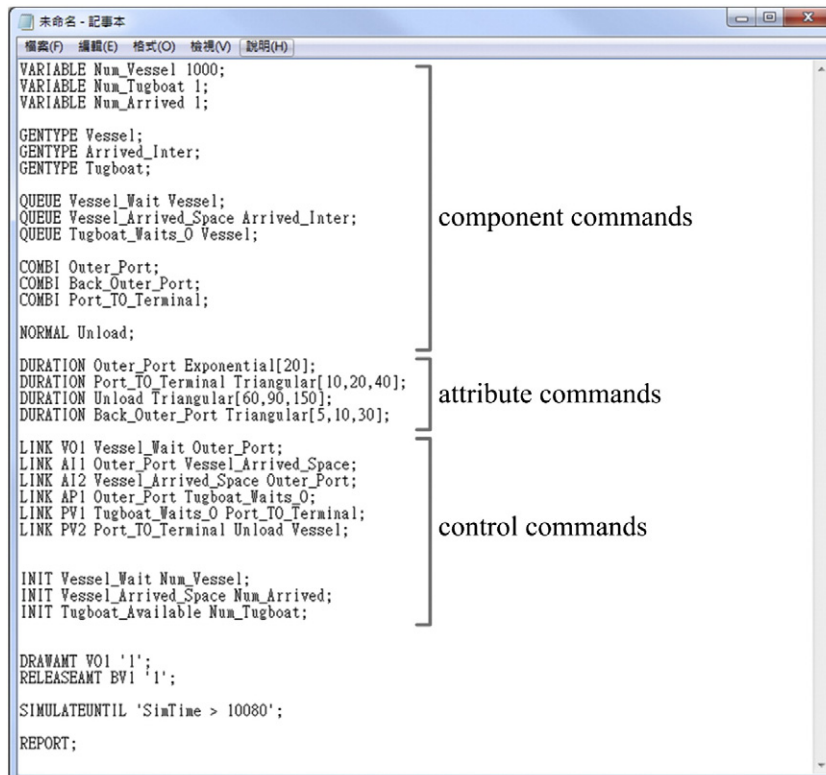 未命名 - 記事本
檔案(F) 編輯(E) 格式(O) 檢視(V) 說明(H)
VARIABLE Num_Vessel 1000;
VARIABLE Num_Tugboat 1;
VARIABLE Num_Arrived 1;
GENTYPE Vessel;
GENTYPE Arrived_Inter;
GENTYPE Tugboat;
QUEUE Vessel_Wait Vessel;
QUEUE Vessel_Arrived_Space Arrived_Inter;
QUEUE Tugboat_Waits_O Vessel;
COMBI Outer_Port;
COMBI Back_Outer_Port;
COMBI Port_TO_Terminal;
NORMAL Unload;
component commands
DURATION Outer_Port Exponential[20];
DURATION Port_TO_Terminal Triangular[10,20,40];
DURATION Unload Triangular[60,90,150];
DURATION Back_Outer_Port Triangular[5,10,30];
attribute commands
LINK VO1 Vessel_Wait Outer_Port;
LINK AI1 Outer_Port Vessel_Arrived_Space;
LINK AI2 Vessel_Arrived_Space Outer_Port;
LINK AP1 Outer_Port Tugboat_Waits_O;
LINK PV1 Tugboat_Waits_O Port_TO_Terminal;
LINK PV2 Port_TO_Terminal Unload Vessel;
INIT Vessel_Wait Num_Vessel;
INIT Vessel_Arrived_Space Num_Arrived;
INIT Tugboat_Available Num_Tugboat;
control commands
DRAWAMT VO1 '1';
RELEASEAMT BV1 '1';
SIMULATEUNTIL 'SimTime > 10080';
REPORT;